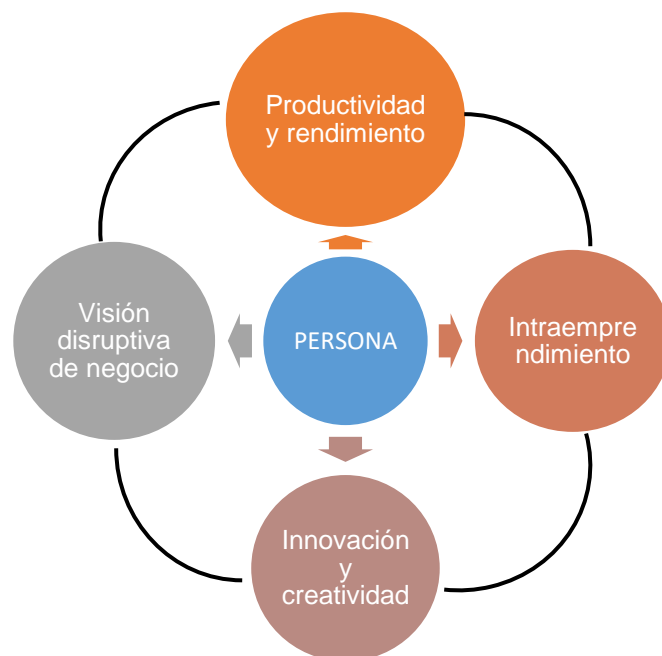 Productividad
y rendimiento
Visión
disruptiva
de negocio
PERSONA
Intraempre
ndimiento
Innovación
y
creatividad